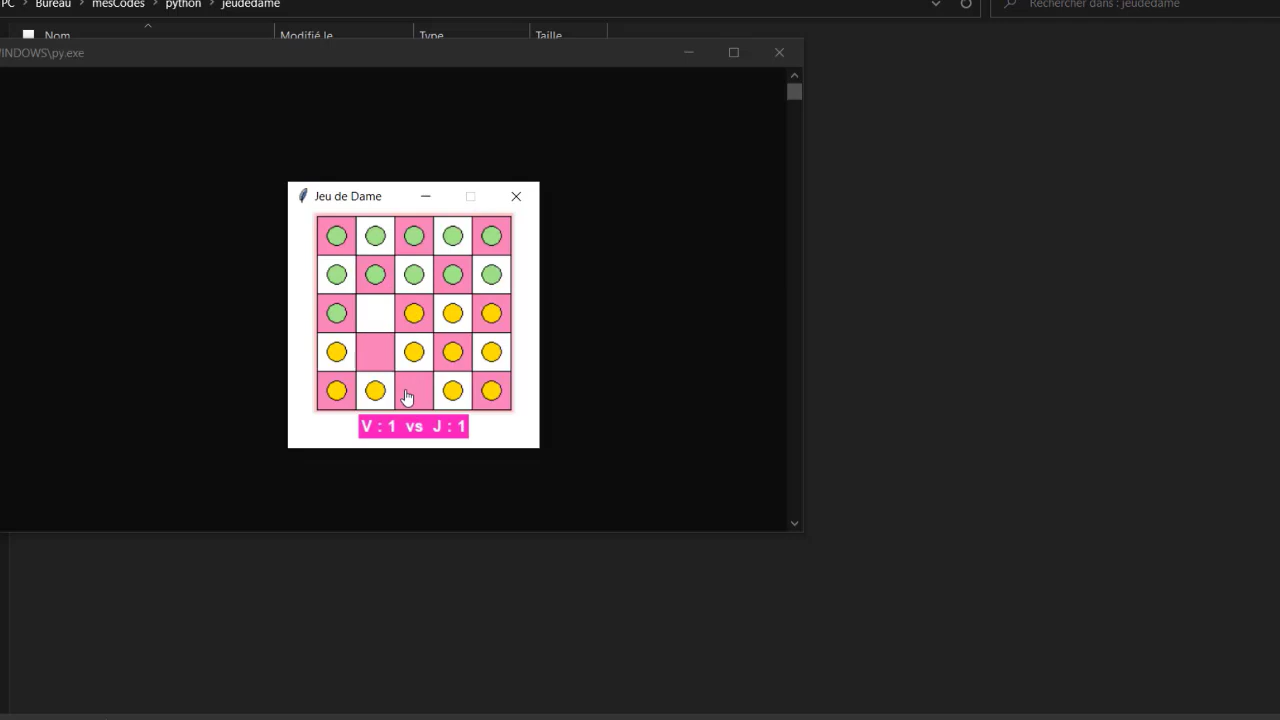 PC > Bureau > mesCodes > python > jeudedame
Rechercher dans : jeudedame
Nom Modifié le Type Taille
INDOWS\py.exe
Jeu de Dame
V : 1 vs J : 1